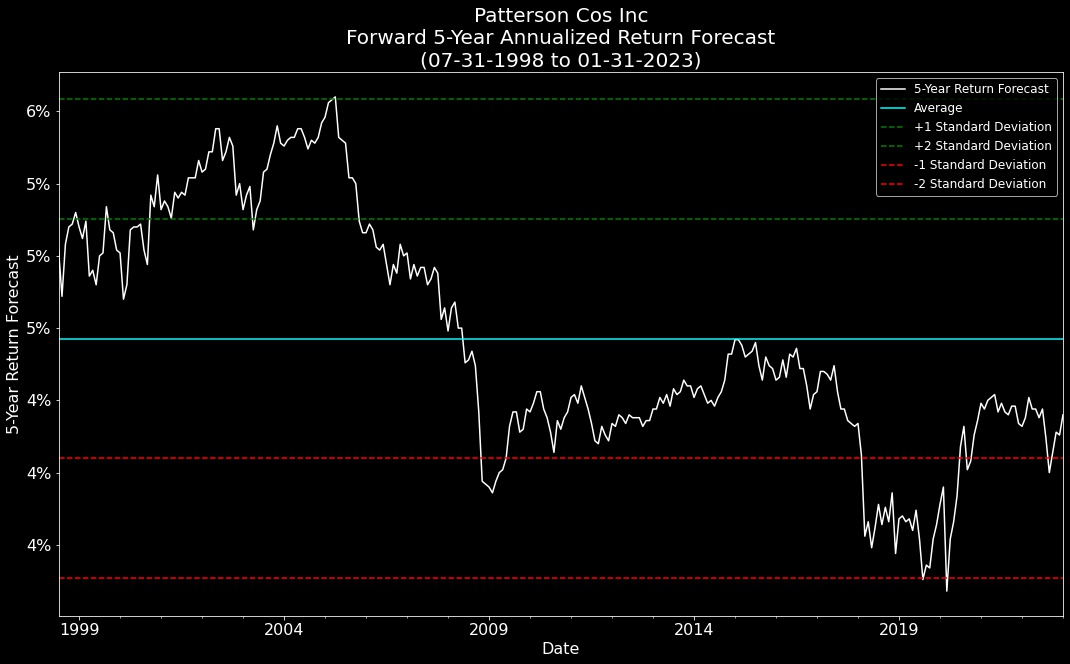 Patterson Cos Inc
Forward 5-Year Annualized Return Forecast
(07-31-1998 to 01-31-2023)
5-Year Return Forecast
Average
+1 Standard Deviation
+2 Standard Deviation
-1 Standard Deviation
-2 Standard Deviation
6%
5%
5%
5%
4%
4%
4%
5-Year Return Forecast
1999 2004 2009 2014 2019
Date